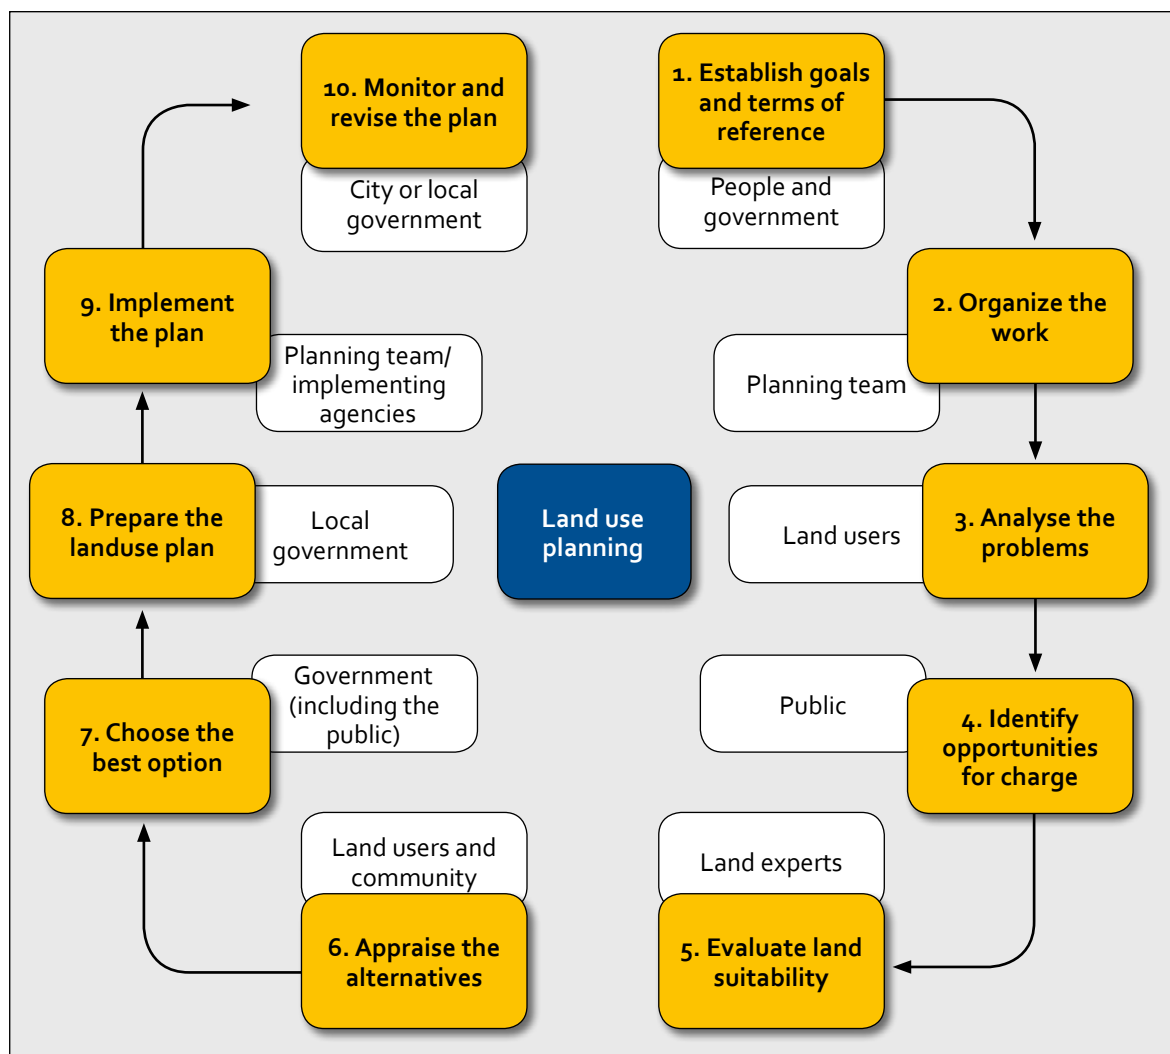 1. Establish goals
and terms of
reference
People and
government
2. Organize the
work
Planning team
3. Analyse the
problems
Land users
4. Identify
opportunities
for charge
Public
5. Evaluate land
suitability
Land experts
6. Appraise the
alternatives
Land users and
community
7. Choose the
best option
Government
(including the
public)
8. Prepare the
landuse plan
Local
government
9. Implement
the plan
Planning team/
implementing
agencies
10. Monitor and
revise the plan
City or local
government
Land use
planning